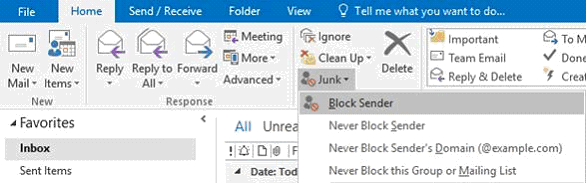 File Home Send / Receive Folder View Tell me what you want to do...
New Mail New Items New
Reply Reply to All Forward Meeting More Advanced Response
Ignore
Clean Up
Junk
Delete
Important
Team Email
Reply & Delete
To M
Done
Crea
Block Sender
Never Block Sender
Never Block Sender's Domain (@example.com)
Never Block this Group or Mailing List
Favorites
Inbox
Sent Items
All Unrea
Date: Tod